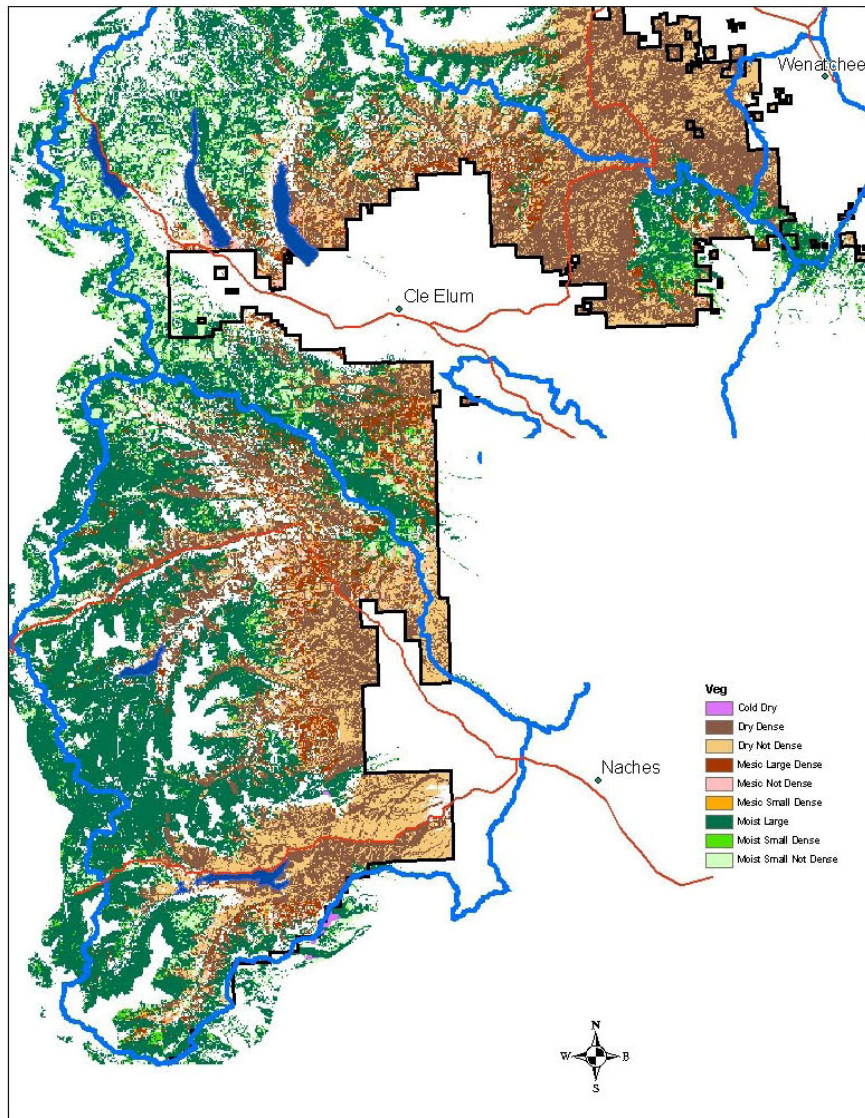 Wenatchee
Cle Elum
Veg
Cold Dry
Dry Dense
Dry Not Dense
Mesic Large Dense
Mesic Not Dense
Mesic Small Dense
Moist Large
Moist Small Dense
Moist Small Not Dense
Naches
N
W E
S